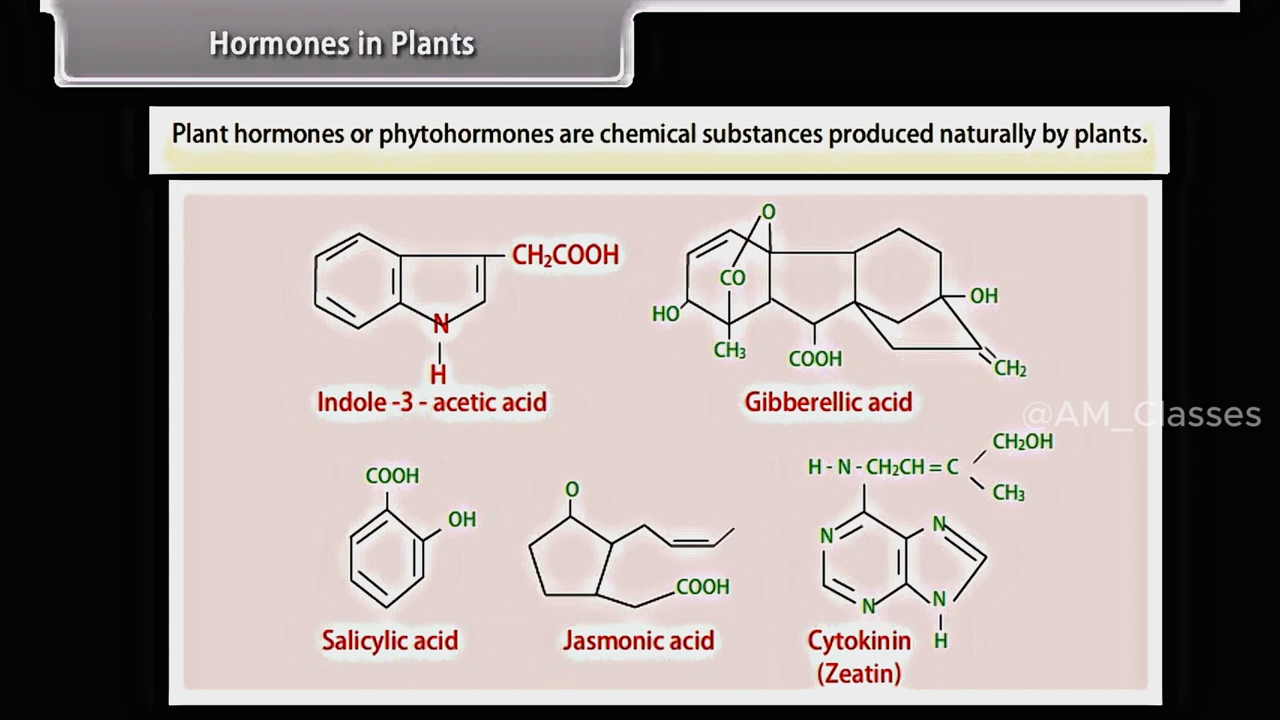 Hormones in Plants
Plant hormones or phytohormones are chemical substances produced naturally by plants.
CH₂COOH
N
H
Indole -3 - acetic acid
O
CO
HO
CH₃
COOH
OH
CH₂
Gibberellic acid
@AM_Classes
COOH
OH
Salicylic acid
O
COOH
Jasmonic acid
H - N - CH₂CH = C
CH₂OH
CH₃
N
N
N
N
H
Cytokinin
(Zeatin)